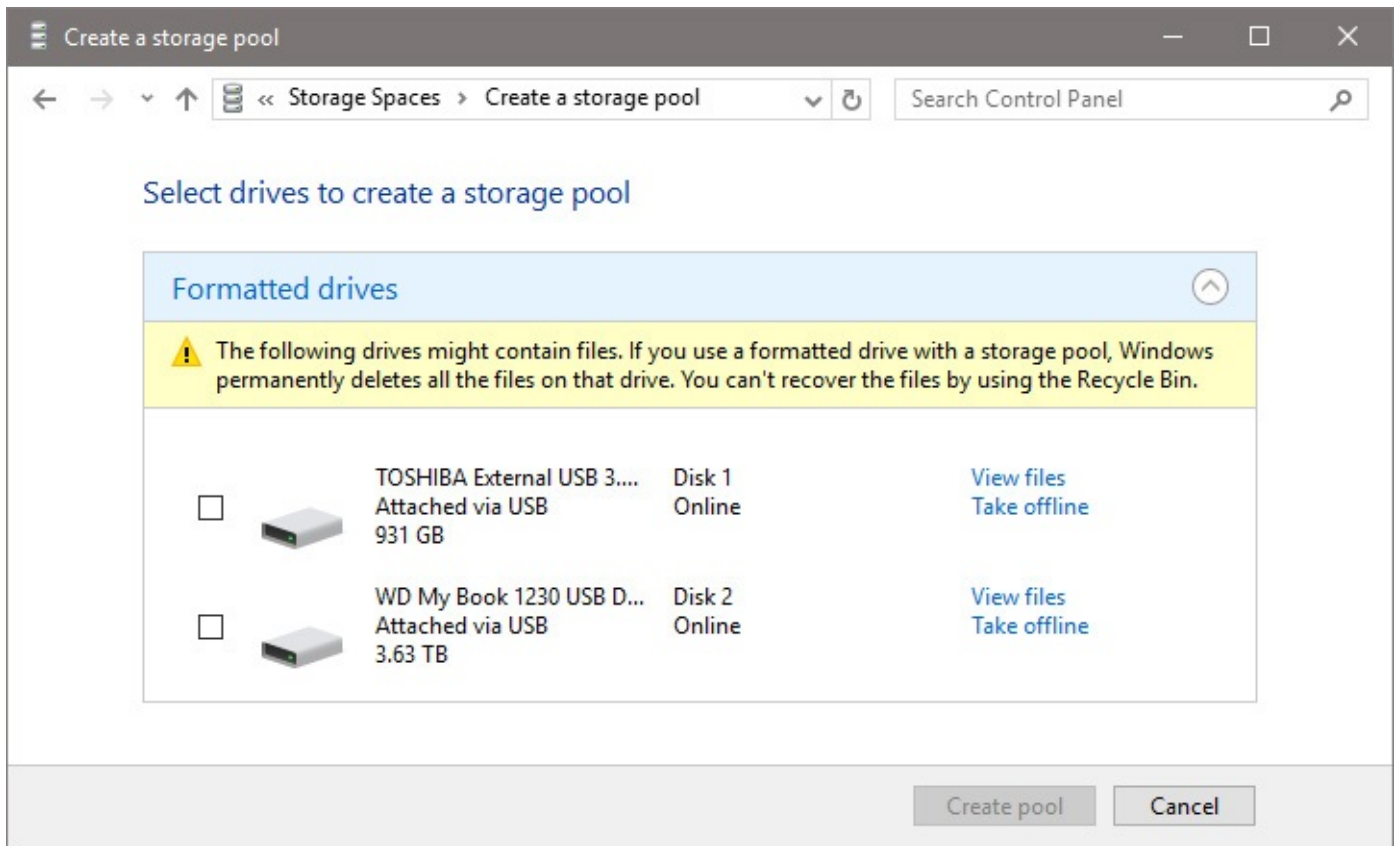 Create a storage pool
« Storage Spaces > Create a storage pool
Search Control Panel
Select drives to create a storage pool
Formatted drives
The following drives might contain files. If you use a formatted drive with a storage pool, Windows
permanently deletes all the files on that drive. You can't recover the files by using the Recycle Bin.
TOSHIBA External USB 3.... Disk 1 View files
Attached via USB Online Take offline
931 GB
WD My Book 1230 USB D... Disk 2 View files
Attached via USB Online Take offline
3.63 TB
Create pool Cancel